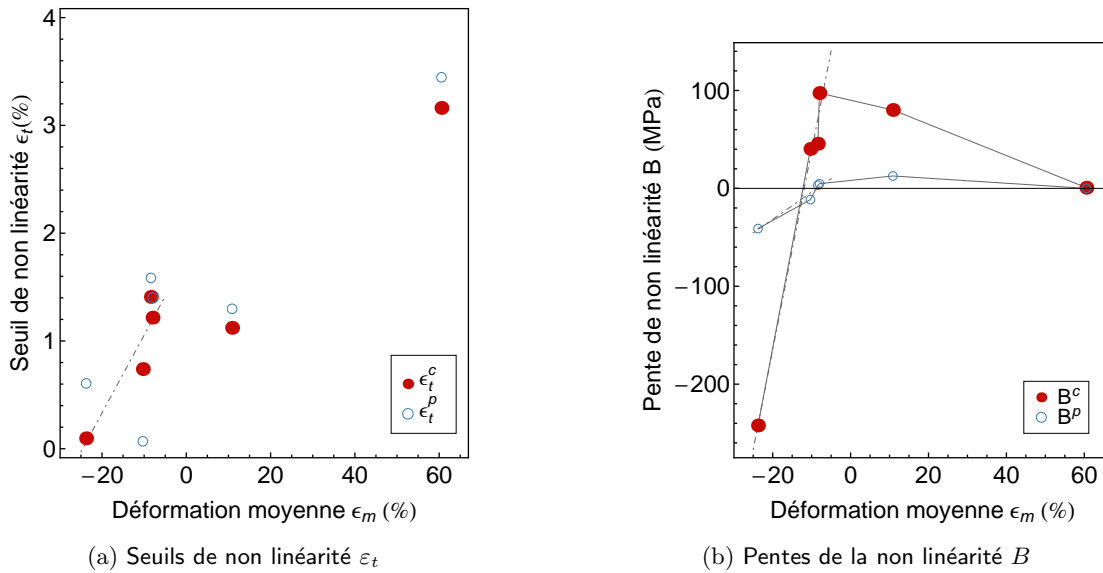 4
3
2
1
0
Seuil de non linéarité ϵt(%)
−20 0 20 40 60
Déformation moyenne ϵm (%)
ϵtc
ϵtp
(a) Seuils de non linéarité εt
100
0
−100
−200
Pente de non linéarité B (MPa)
−20 0 20 40 60
Déformation moyenne ϵm (%)
Bc
Bp
(b) Pentes de la non linéarité B